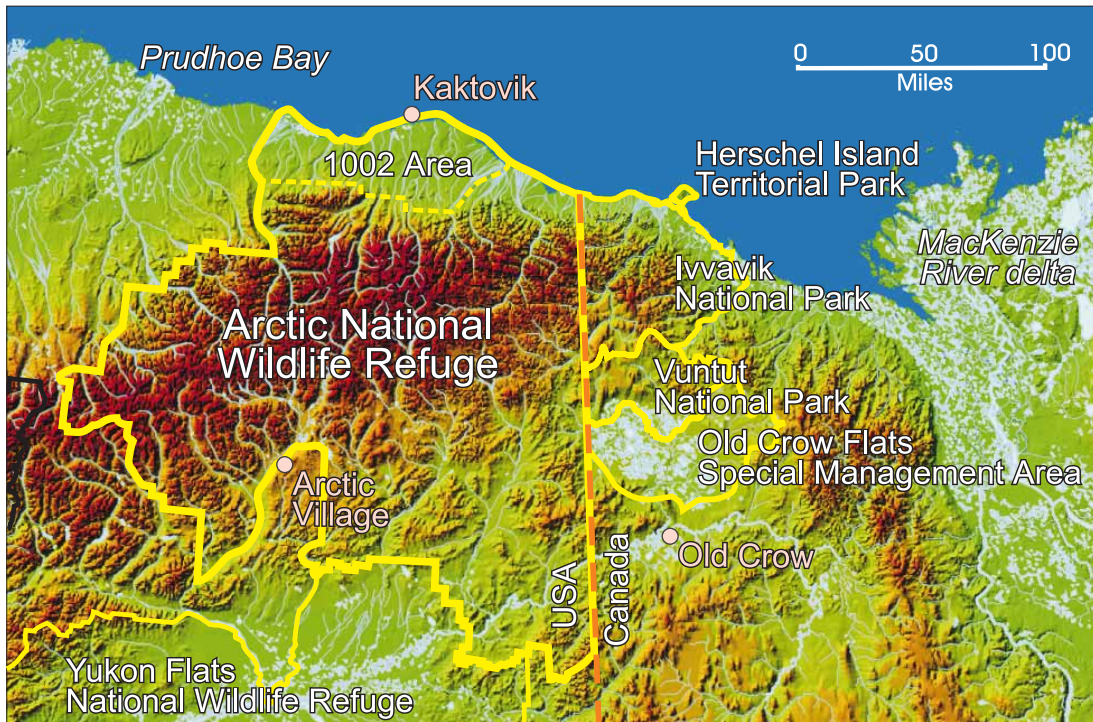 Prudhoe Bay
0 50 100
Miles
Kaktovik
1002 Area
Herschel Island
Territorial Park
MacKenzie
River delta
Ivvavik
National Park
Arctic National
Wildlife Refuge
Vuntut
National Park
Old Crow Flats
Special Management Area
Arctic
Village
Old Crow
USA
Canada
Yukon Flats
National Wildlife Refuge